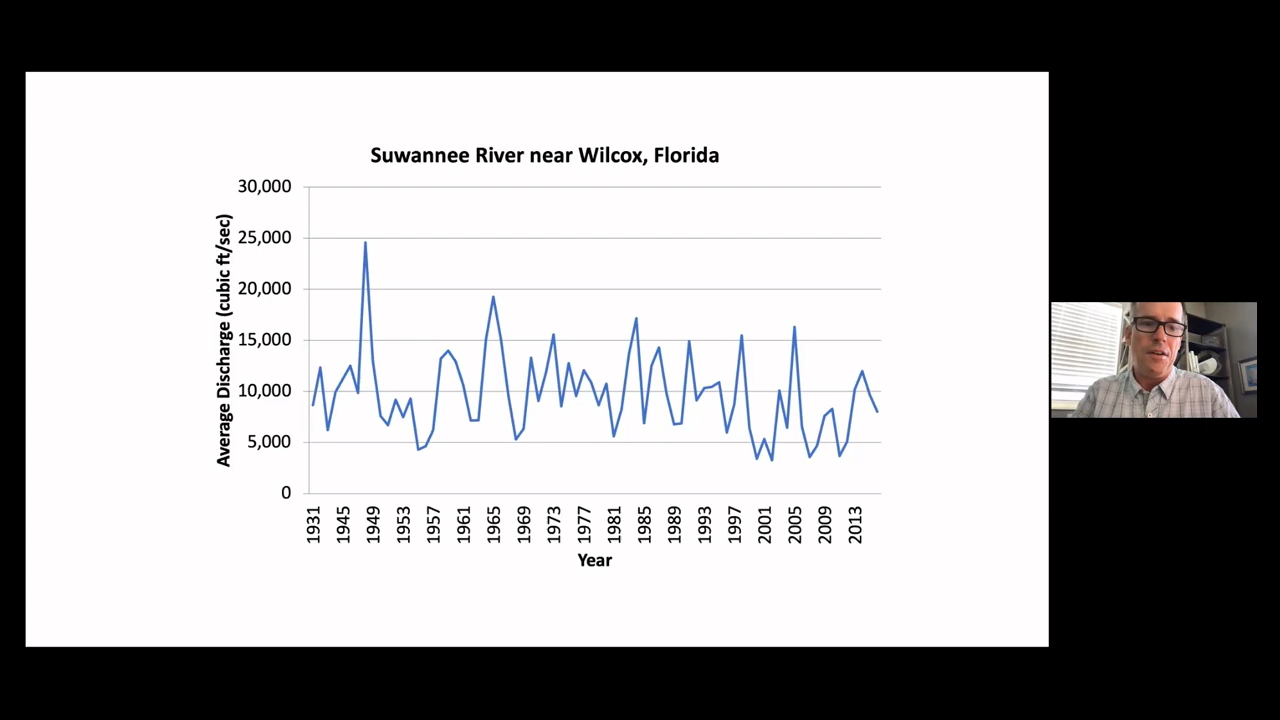 Suwannee River near Wilcox, Florida
Average Discharge (cubic ft/sec)
30,000
25,000
20,000
15,000
10,000
5,000
0
1931 1945 1949 1953 1957 1961 1965 1969 1973 1977 1981 1985 1989 1993 1997 2001 2005 2009 2013
Year